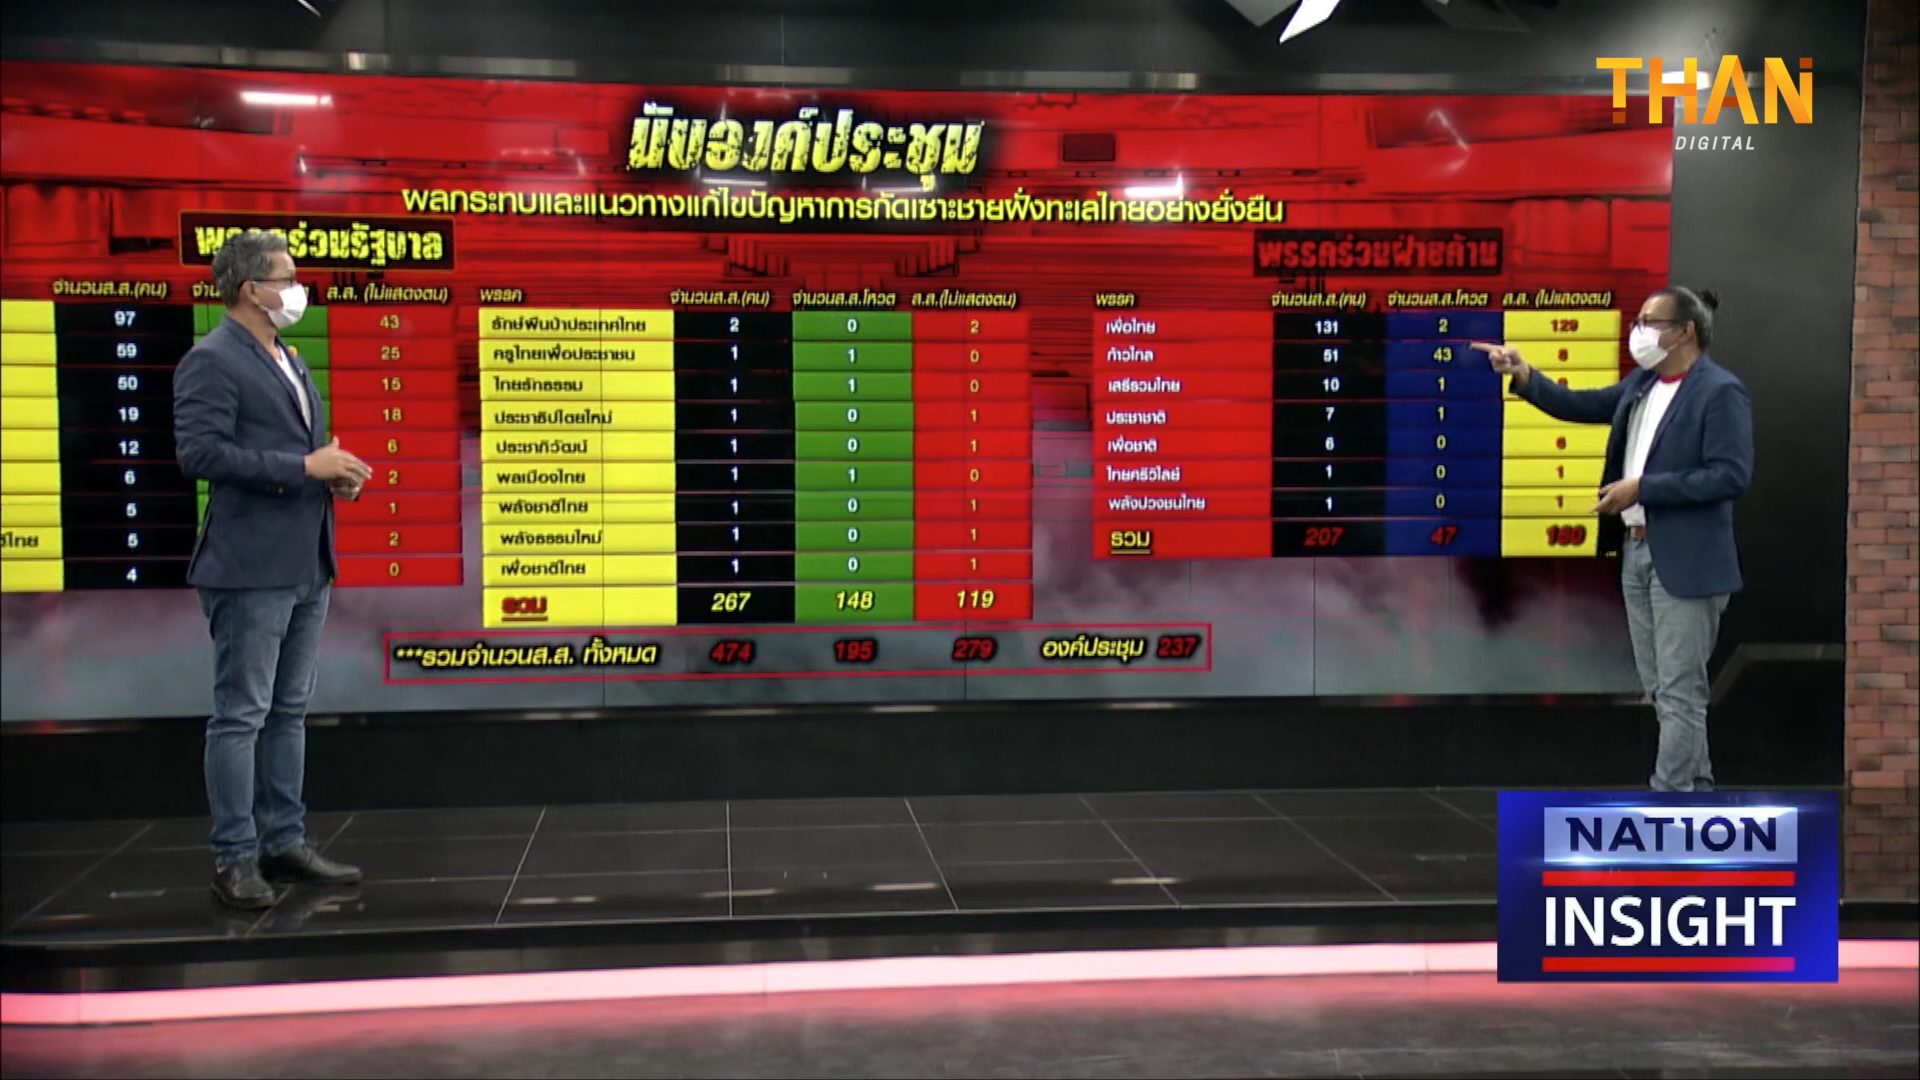 THAN
DIGITAL
นับองค์ประชุม
ผลกระทบและแนวทางแก้ไขปัญหาการกัดเซาะชายฝั่งทะเลไทยอย่างยั่งยืน
ร่วมรัฐบาล
พรรคร่วมฝ่ายค้าน
จำนวนส.ส.(คน) ส.ส. (ไม่แสดงตน)
97 43
59 25
50 15
19 18
12 6
6 2
5 1
5 2
4 0
พรรค จำนวนส.ส.(คน) จำนวนส.ส.โหวต ส.ส.(ไม่แสดงตน)
รักษ์ผืนป่าประเทศไทย 2 0 2
ครูไทยเพื่อประชาชน 1 1 0
ไทยรักธรรม 1 1 0
ประชาธิปไตยใหม่ 1 0 1
ประชาภิวัฒน์ 1 0 1
พลเมืองไทย 1 1 0
พลังชาติไทย 1 0 1
พลังธรรมใหม่ 1 0 1
เพื่อชาติไทย 1 0 1
รวม 267 148 119
พรรค จำนวนส.ส.(คน) จำนวนส.ส.โหวต ส.ส. (ไม่แสดงตน)
เพื่อไทย 131 2 129
ก้าวไกล 51 43 8
เสรีรวมไทย 10 1
ประชาชาติ 7 1
เพื่อชาติ 6 0 6
ไทยศรีวิไลย์ 1 0 1
พลังปวงชนไทย 1 0 1
รวม 207 47 160
***รวมจำนวนส.ส. ทั้งหมด 474 195 279 องค์ประชุม 237
NATION
INSIGHT